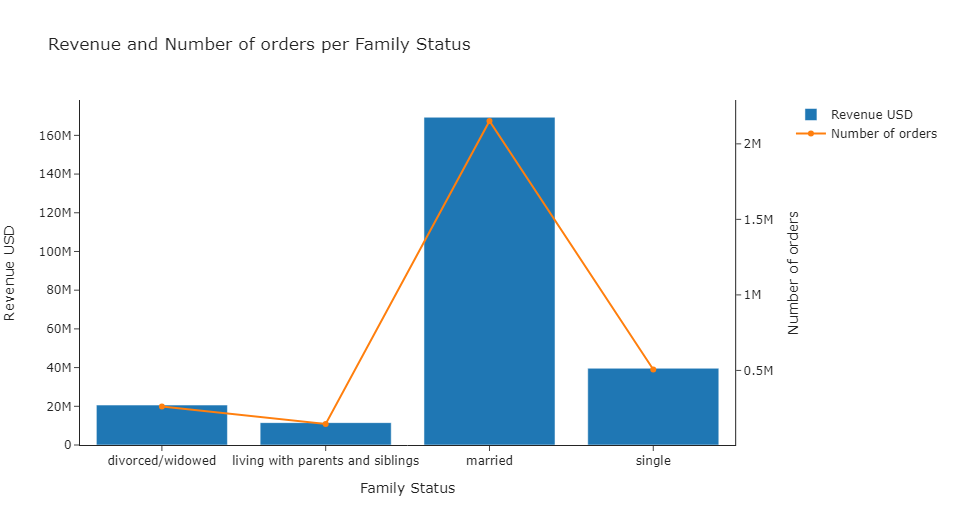 Revenue and Number of orders per Family Status
Revenue USD
Number of orders
160M
140M
120M
100M
80M
60M
40M
20M
0
Revenue USD
2M
1.5M
1M
0.5M
Number of orders
divorced/widowed
living with parents and siblings
married
single
Family Status